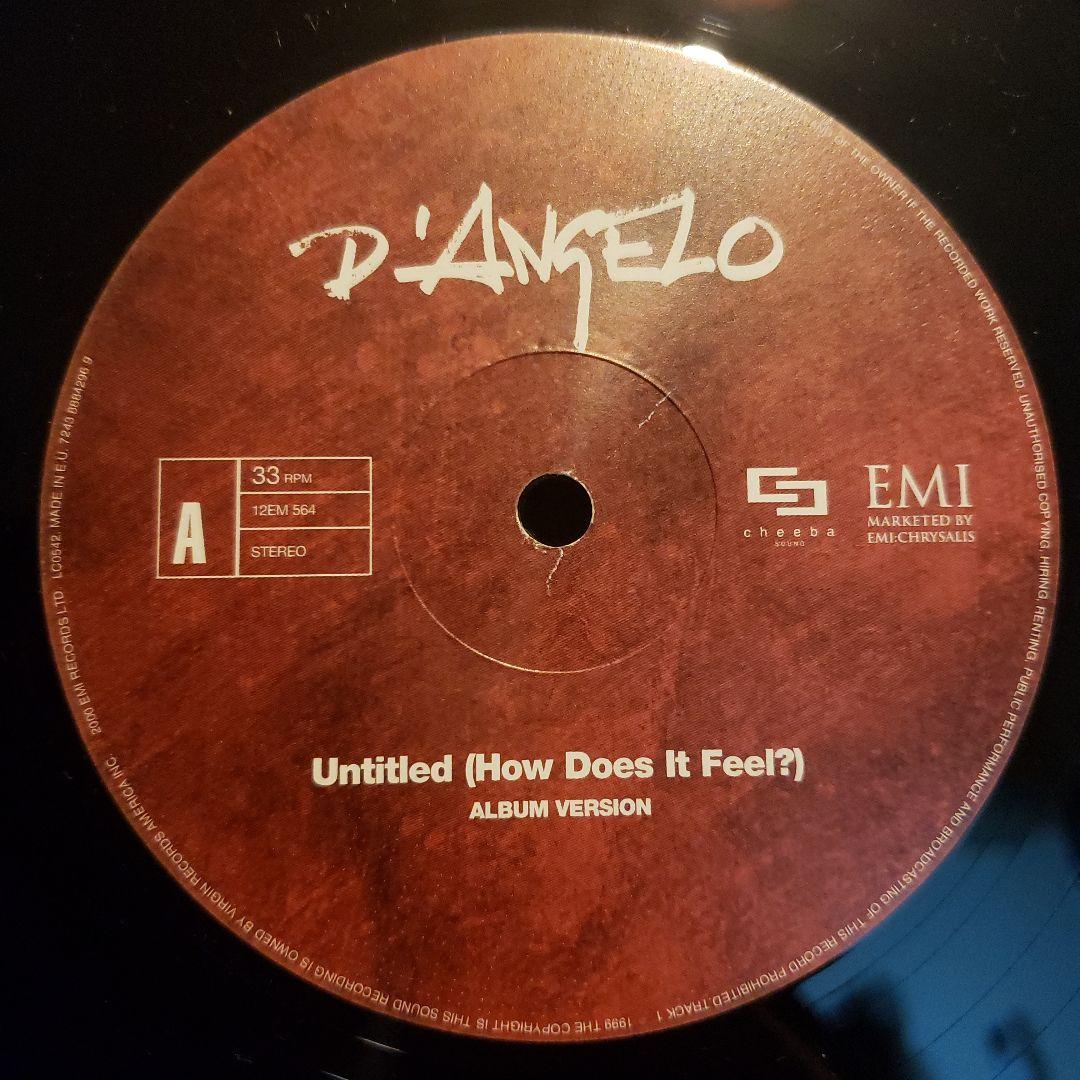 D'ANGELO
A
33 RPM
12EM 564
STEREO
cheeba
SOUND
EMI
MARKETED BY
EMI:CHRYSALIS
Untitled (How Does It Feel?)
ALBUM VERSION
OF THE OWNER IF THE RECORDED WORK RESERVED. UNAUTHORISED COPYING, HIRING, RENTING, PUBLIC PERFORMANCE AND BROADCASTING OF THIS RECORD PROHIBITED. TRACK 1
1999 THE COPYRIGHT IS THIS SOUND RECORDING IS OWNED BY VIRGIN RECORDS AMERICA INC. 2000 EMI RECORDS LTD. LC0542. MADE IN E.U. 7243 8884296 9